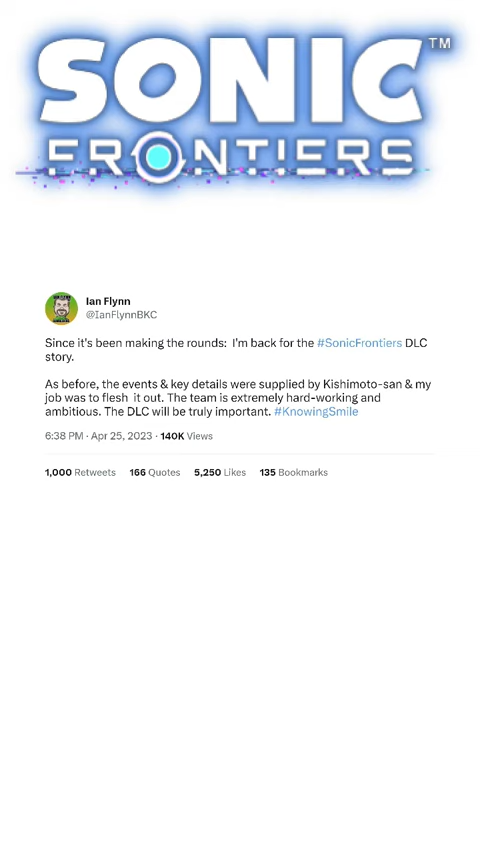 SONIC™
FRONTIERS
Ian Flynn
@IanFlynnBKC
Since it's been making the rounds:  I'm back for the #SonicFrontiers DLC
story.
As before, the events & key details were supplied by Kishimoto-san & my
job was to flesh  it out. The team is extremely hard-working and
ambitious. The DLC will be truly important. #KnowingSmile
6:38 PM · Apr 25, 2023 · 140K Views
1,000 Retweets 166 Quotes 5,250 Likes 135 Bookmarks